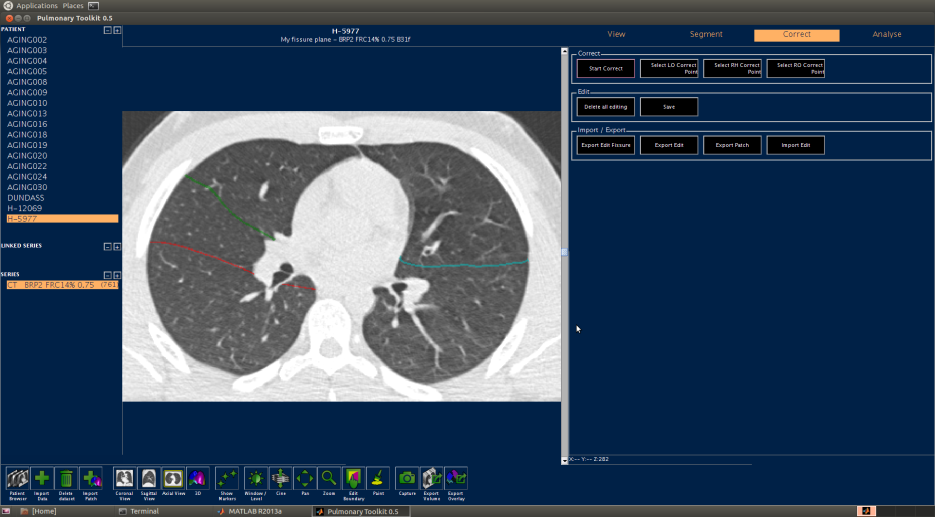 Applications Places
Pulmonary Toolkit 0.5
PATIENT
AGING002
AGING003
AGING004
AGING005
AGING008
AGING009
AGING010
AGING013
AGING016
AGING018
AGING019
AGING020
AGING022
AGING024
AGING030
DUNDASS
H-12069
H-5977
LINKED SERIES
SERIES
CT BRP2 FRC14% 0.75 (761)
H-5977
My fissure plane - BRP2 FRC14% 0.75 B31f
View Segment Correct Analyse
Correct
Start Correct
Select LO Correct Point
Select RH Correct Point
Select RO Correct Point
Edit
Delete all editing
Save
Import / Export
Export Edit Fissure
Export Edit
Export Patch
Import Edit
X:-- Y:-- Z:282
Patient Browser
Import Data
Delete dataset
Import Patch
Coronal View
Sagittal View
Axial View
3D
Show Markers
Window / Level
Cine
Pan
Zoom
Edit Boundary
Paint
Capture
Export Volume
Export Overlay
[Home]
Terminal
MATLAB R2013a
Pulmonary Toolkit 0.5